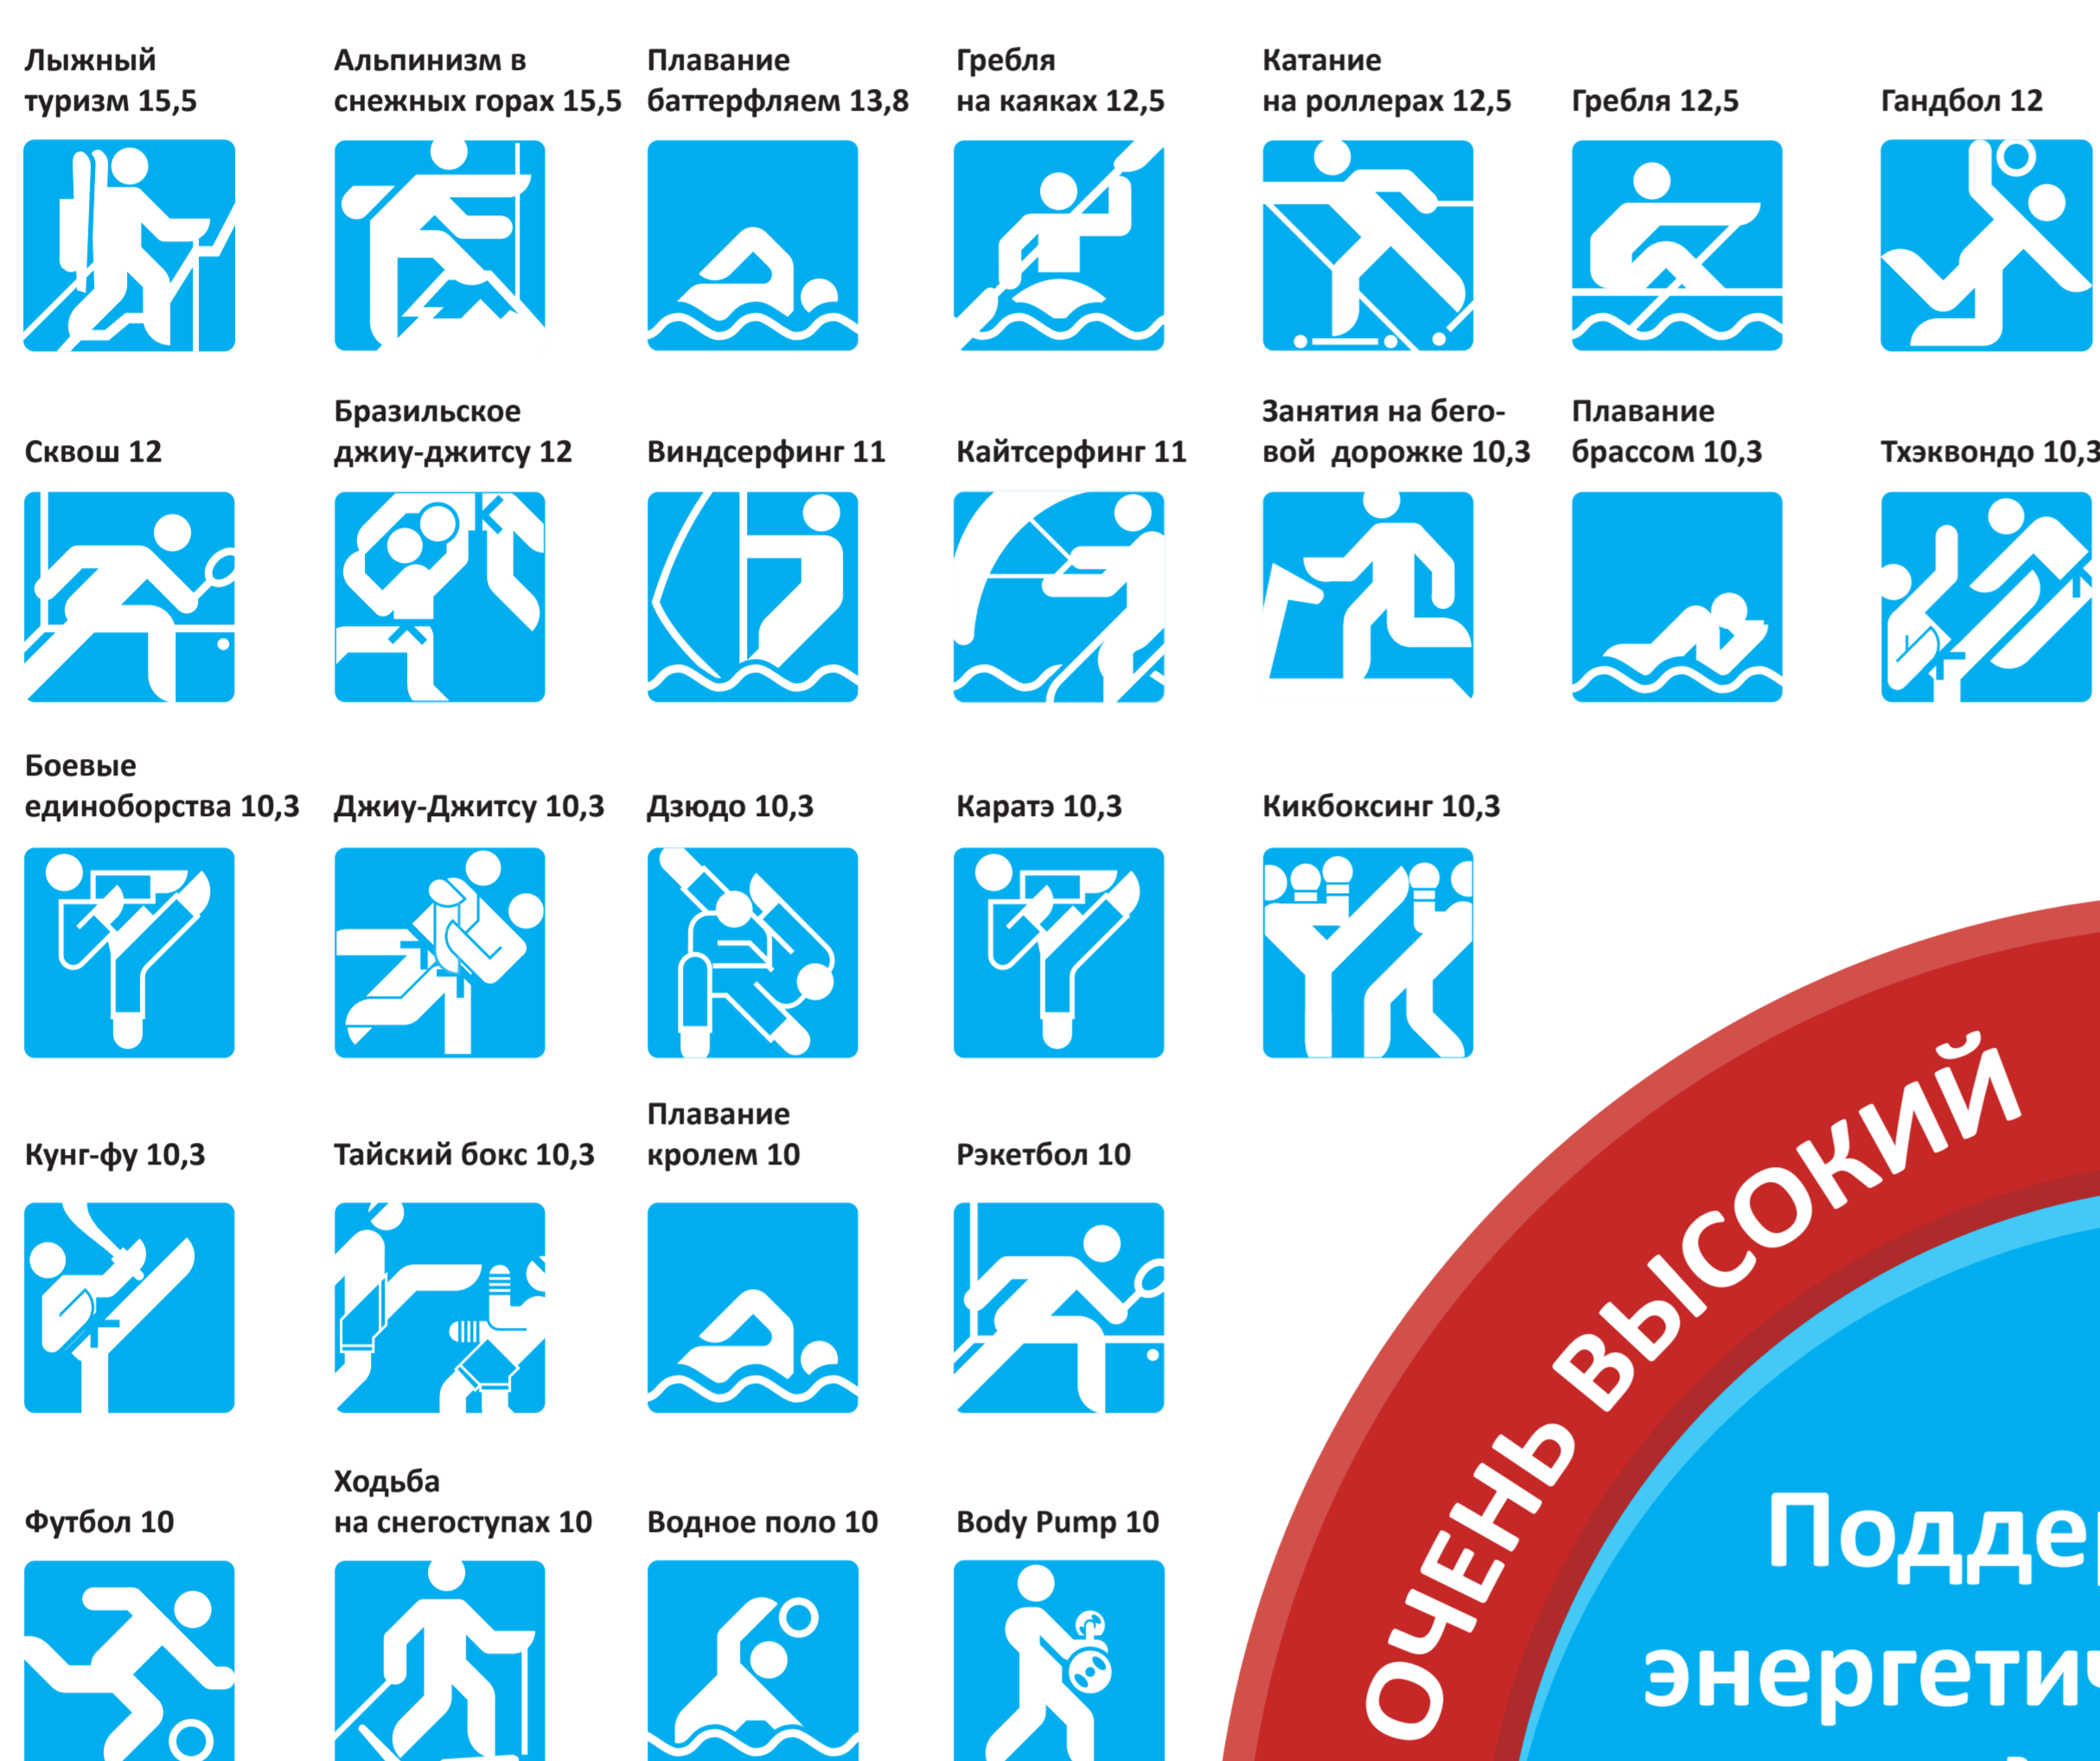 Лыжный
туризм 15,5
Альпинизм в
снежных горах 15,5
Плавание
баттерфляем 13,8
Гребля
на каяках 12,5
Катание
на роллерах 12,5
Гребля 12,5
Гандбол 12
Сквош 12
Бразильское
джиу-джитсу 12
Виндсерфинг 11
Кайтсерфинг 11
Занятия на бего-
вой дорожке 10,3
Плавание
брассом 10,3
Тхэквондо 10,3
Боевые
единоборства 10,3
Джиу-Джитсу 10,3
Дзюдо 10,3
Каратэ 10,3
Кикбоксинг 10,3
Кунг-фу 10,3
Тайский бокс 10,3
Плавание
кролем 10
Рэкетбол 10
Футбол 10
Ходьба
на снегоступах 10
Водное поло 10
Body Pump 10
ОЧЕНЬ ВЫСОКИЙ